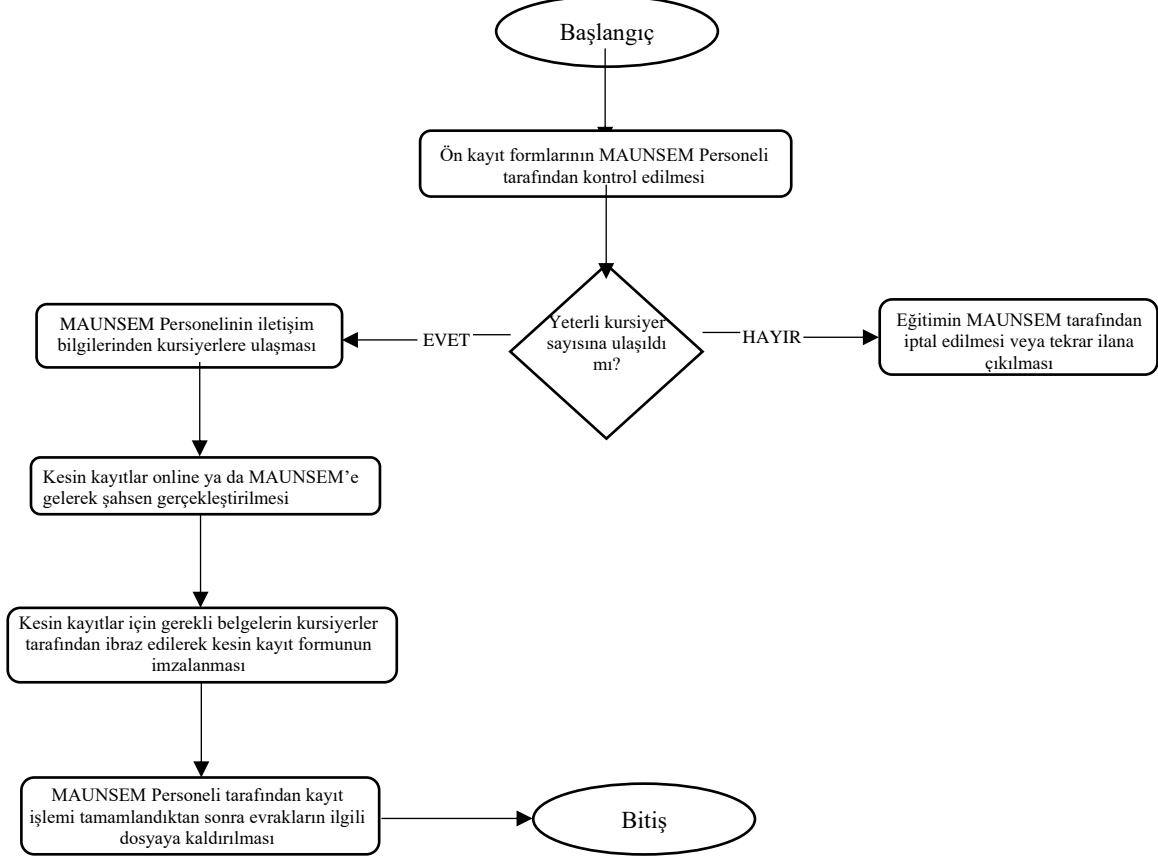 Başlangıç
Ön kayıt formlarının MAUNSEM Personeli
tarafından kontrol edilmesi
Yeterli kursiyer
sayısına ulaşıldı
mı?
EVET
HAYIR
MAUNSEM Personelinin iletişim
bilgilerinden kursiyerlere ulaşması
Eğitimin MAUNSEM tarafından
iptal edilmesi veya tekrar ilana
çıkılması
Kesin kayıtlar online ya da MAUNSEM’e
gelerek şahsen gerçekleştirilmesi
Kesin kayıtlar için gerekli belgelerin kursiyerler
tarafından ibraz edilerek kesin kayıt formunun
imzalanması
MAUNSEM Personeli tarafından kayıt
işlemi tamamlandıktan sonra evrakların ilgili
dosyaya kaldırılması
Bitiş